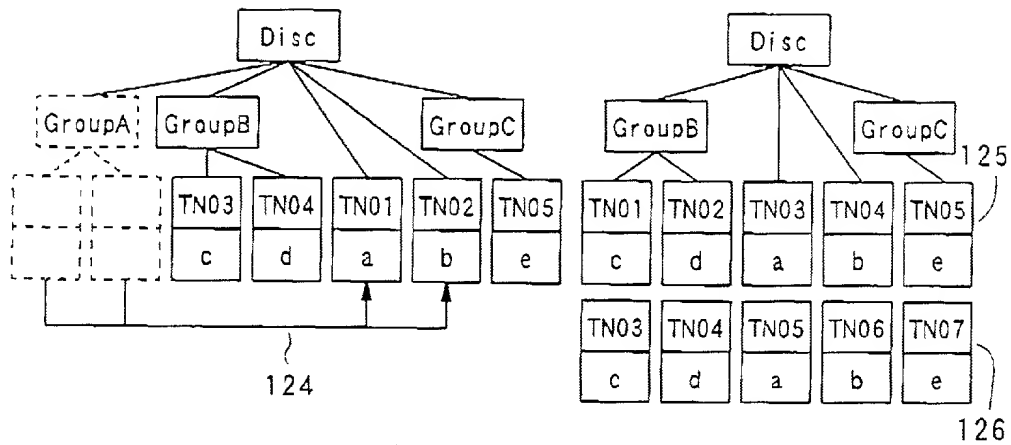 Disc
GroupA GroupB GroupC
TN03 TN04 TN01 TN02 TN05
c d a b e
124
Disc
GroupB GroupC
125
TN01 TN02 TN03 TN04 TN05
c d a b e
TN03 TN04 TN05 TN06 TN07
c d a b e
126